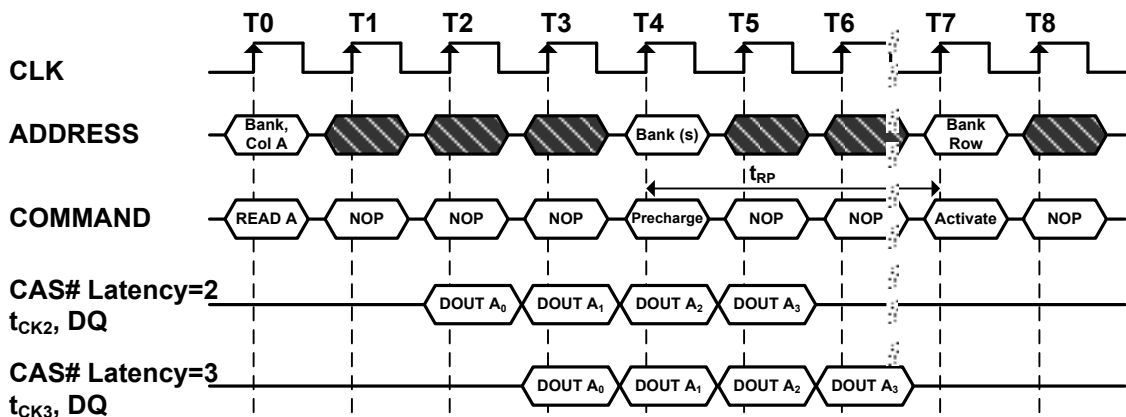 T0 T1 T2 T3 T4 T5 T6 T7 T8
CLK
ADDRESS
Bank,
Col A
Bank (s)
Bank
Row
tRP
COMMAND
READ A NOP NOP NOP Precharge NOP NOP Activate NOP
CAS# Latency=2
tCK2, DQ
DOUT A0 DOUT A1 DOUT A2 DOUT A3
CAS# Latency=3
tCK3, DQ
DOUT A0 DOUT A1 DOUT A2 DOUT A3